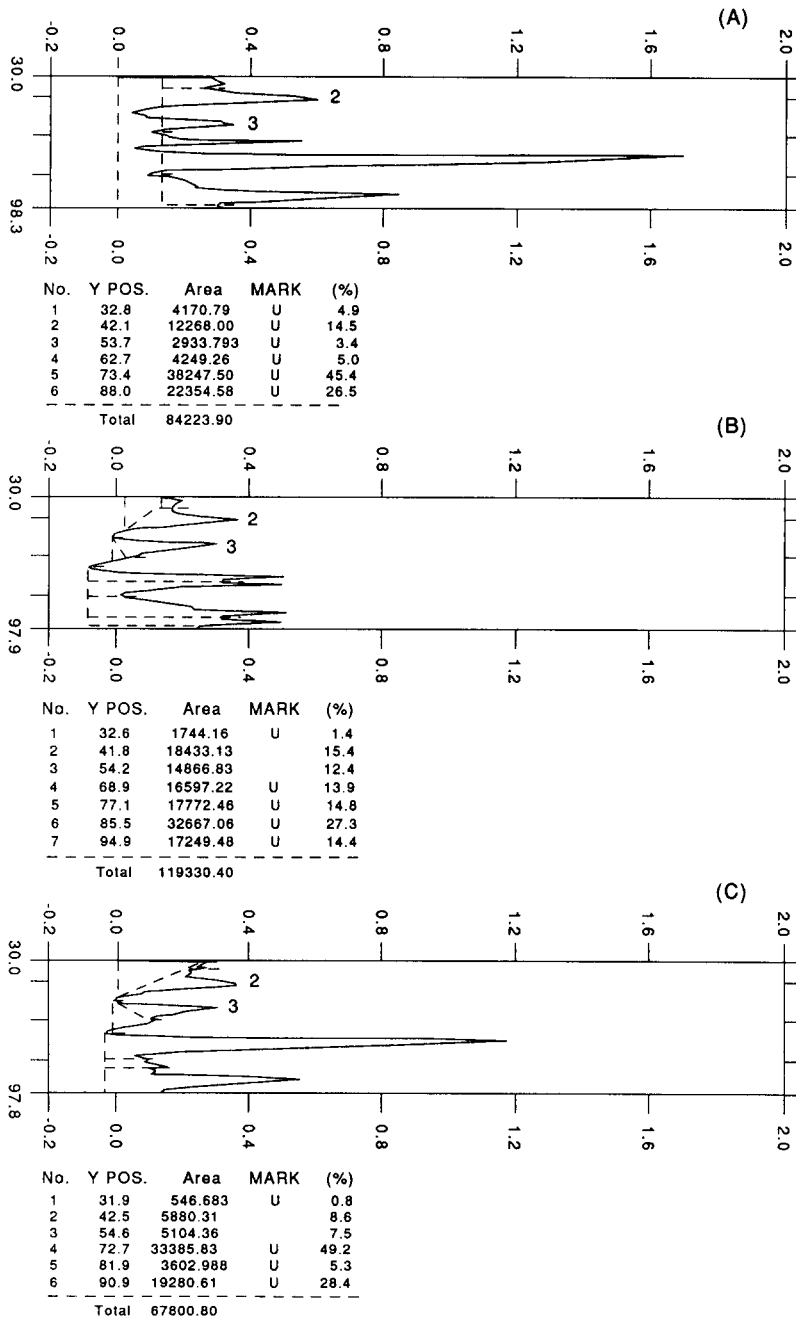 (A)
-0.2 0.0 0.4 0.8 1.2 1.6 2.0
30.0
2
3
98.3
-0.2 0.0 0.4 0.8 1.2 1.6 2.0
No. Y POS. Area MARK (%)
1 32.8 4170.79 U 4.9
2 42.1 12268.00 U 14.5
3 53.7 2933.793 U 3.4
4 62.7 4249.26 U 5.0
5 73.4 38247.50 U 45.4
6 88.0 22354.58 U 26.5
Total 84223.90
(B)
-0.2 0.0 0.4 0.8 1.2 1.6 2.0
30.0
2
3
97.9
-0.2 0.0 0.4 0.8 1.2 1.6 2.0
No. Y POS. Area MARK (%)
1 32.6 1744.16 U 1.4
2 41.8 18433.13 15.4
3 54.2 14866.83 12.4
4 68.9 16597.22 U 13.9
5 77.1 17772.46 U 14.8
6 85.5 32667.06 U 27.3
7 94.9 17249.48 U 14.4
Total 119330.40
(C)
-0.2 0.0 0.4 0.8 1.2 1.6 2.0
30.0
2
3
97.8
-0.2 0.0 0.4 0.8 1.2 1.6 2.0
No. Y POS. Area MARK (%)
1 31.9 546.683 U 0.8
2 42.5 5880.31 8.6
3 54.6 5104.36 7.5
4 72.7 33385.83 U 49.2
5 81.9 3602.988 U 5.3
6 90.9 19280.61 U 28.4
Total 67800.80